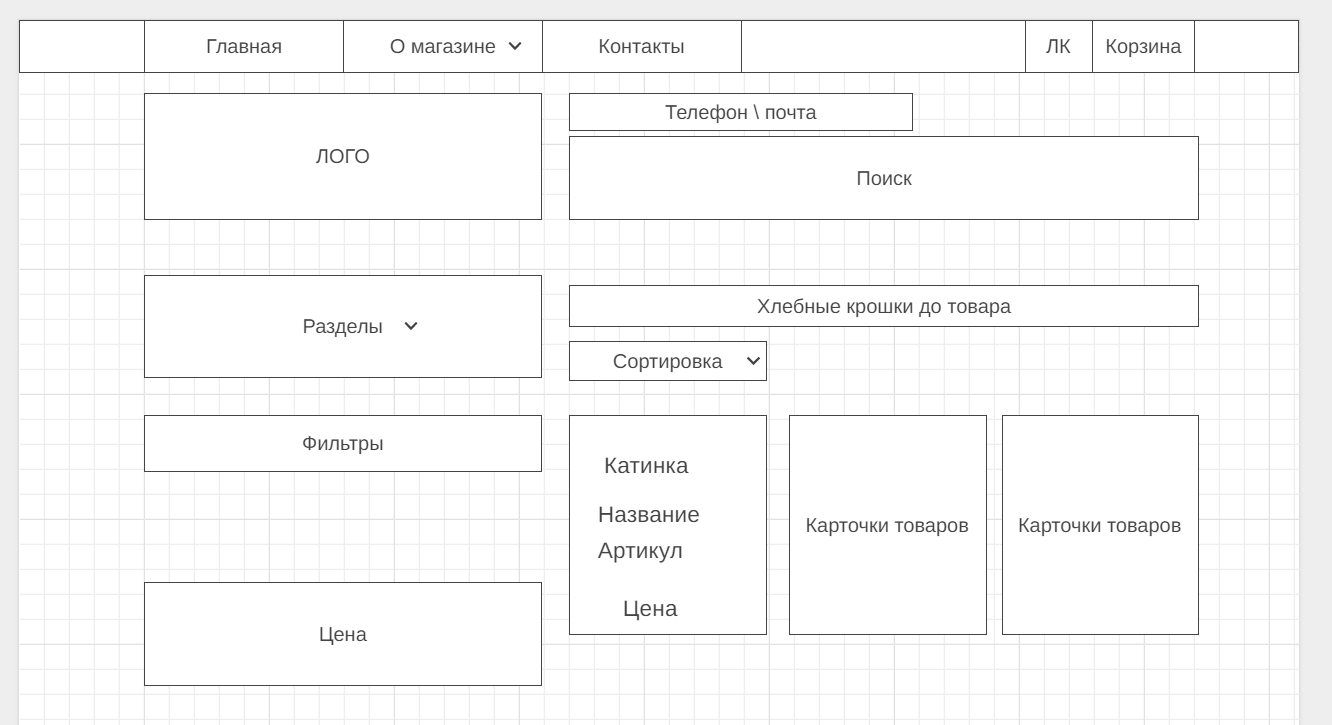 Главная
О магазине
Контакты
ЛК
Корзина
ЛОГО
Телефон \ почта
Поиск
Разделы
Хлебные крошки до товара
Сортировка
Фильтры
Катинка
Название
Артикул
Цена
Карточки товаров
Карточки товаров
Цена